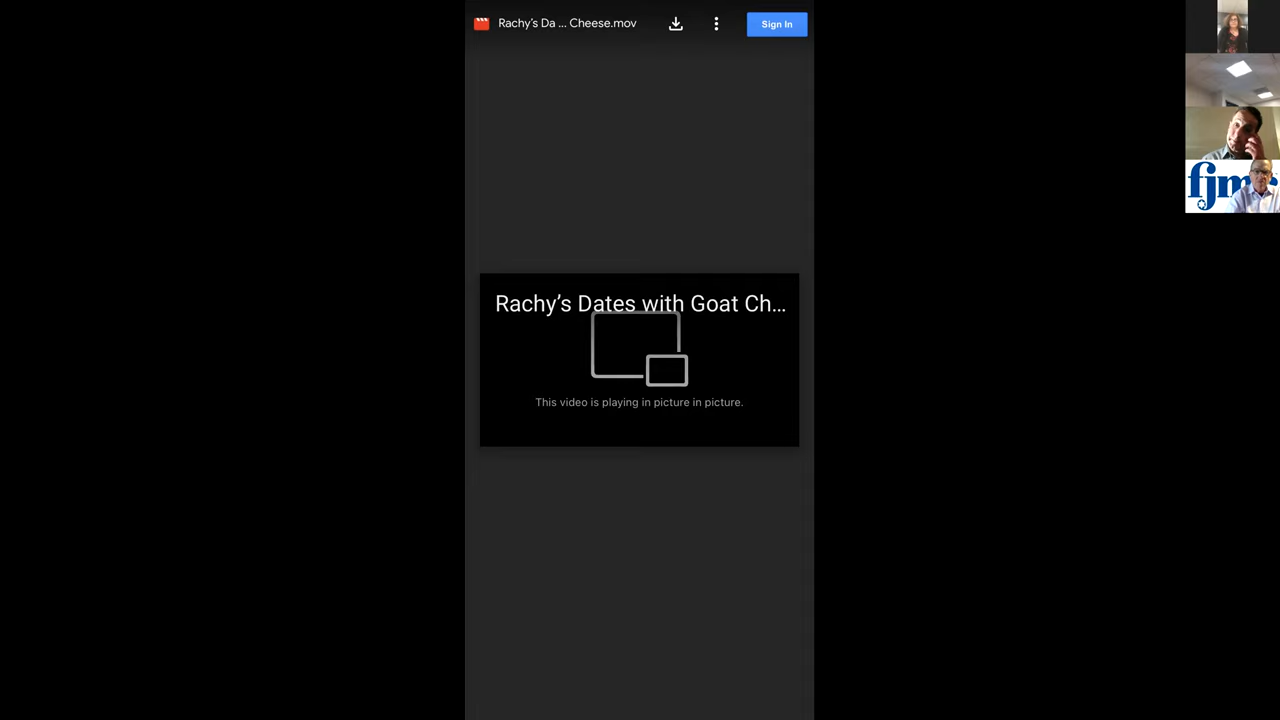 Rachy’s Da ... Cheese.mov
Sign In
Rachy’s Dates with Goat Ch...
This video is playing in picture in picture.